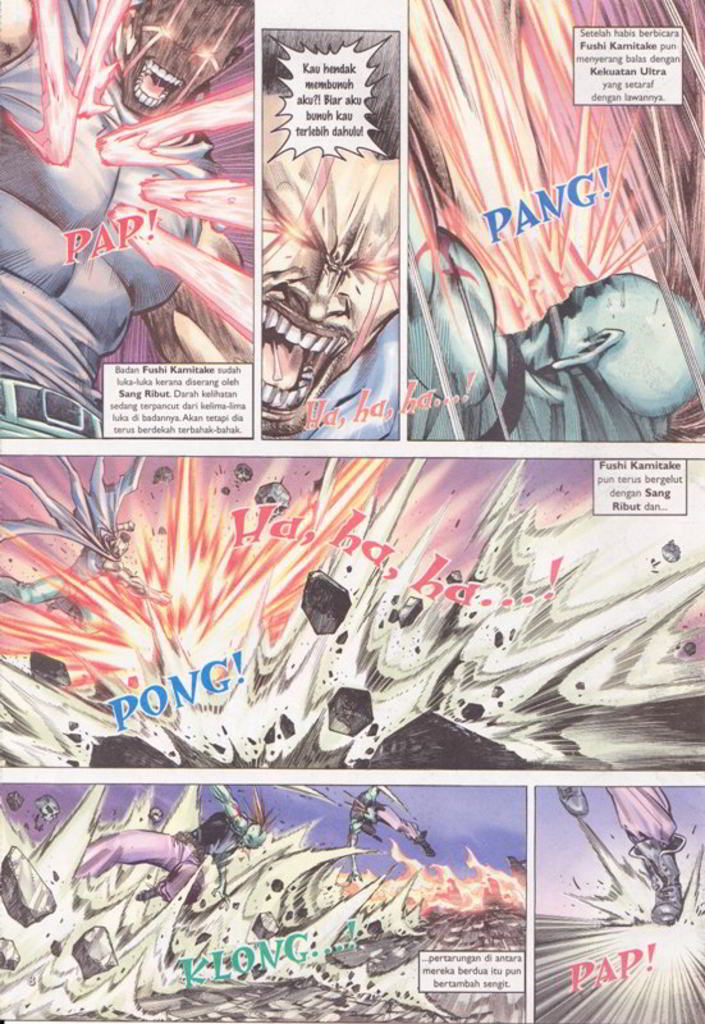 PAP!
Badan Fushi Kamitake sudah
luka-luka kerana diserang oleh
Sang Ribut. Darah kelihatan
sedang terpancut dari kelima-lima
luka di badannya. Akan tetapi dia
terus berdekah terbahak-bahak.
Kau hendak
membunuh
aku?! Biar aku
bunuh kau
terlebih dahulu!
Ha, ha, ha...!
Setelah habis berbicara
Fushi Kamitake pun
menyerang balas dengan
Kekuatan Ultra
yang setaraf
dengan lawannya.
PANG!
Fushi Kamitake
pun terus bergelut
dengan Sang
Ribut dan...
Ha, ha, ha....!
PONG!
KLONG....!
...pertarungan di antara
mereka berdua itu pun
bertambah sengit.
PAP!